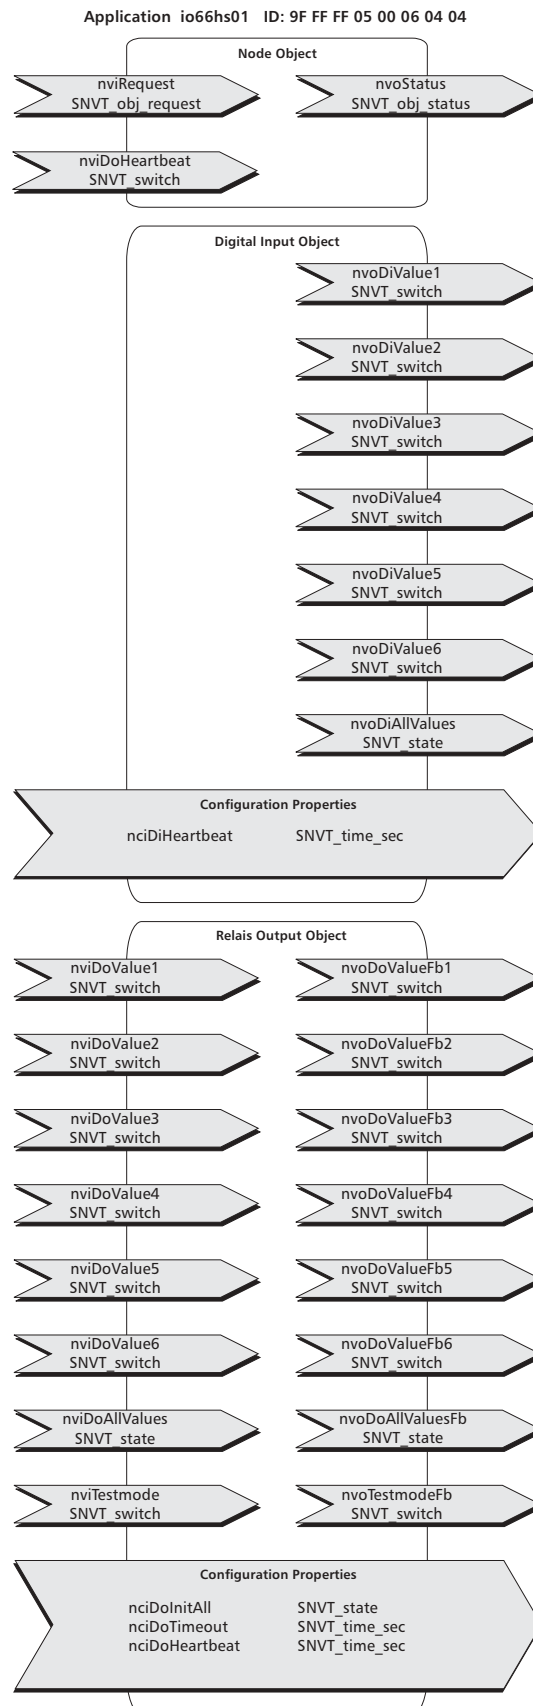 Application io66hs01 ID: 9F FF FF 05 00 06 04 04
Node Object
nviRequest
SNVT_obj_request
nvoStatus
SNVT_obj_status
nviDoHeartbeat
SNVT_switch
Digital Input Object
nvoDiValue1
SNVT_switch
nvoDiValue2
SNVT_switch
nvoDiValue3
SNVT_switch
nvoDiValue4
SNVT_switch
nvoDiValue5
SNVT_switch
nvoDiValue6
SNVT_switch
nvoDiAllValues
SNVT_state
Configuration Properties
nciDiHeartbeat SNVT_time_sec
Relais Output Object
nviDoValue1
SNVT_switch
nvoDoValueFb1
SNVT_switch
nviDoValue2
SNVT_switch
nvoDoValueFb2
SNVT_switch
nviDoValue3
SNVT_switch
nvoDoValueFb3
SNVT_switch
nviDoValue4
SNVT_switch
nvoDoValueFb4
SNVT_switch
nviDoValue5
SNVT_switch
nvoDoValueFb5
SNVT_switch
nviDoValue6
SNVT_switch
nvoDoValueFb6
SNVT_switch
nviDoAllValues
SNVT_state
nvoDoAllValuesFb
SNVT_state
nviTestmode
SNVT_switch
nvoTestmodeFb
SNVT_switch
Configuration Properties
nciDoInitAll SNVT_state
nciDoTimeout SNVT_time_sec
nciDoHeartbeat SNVT_time_sec